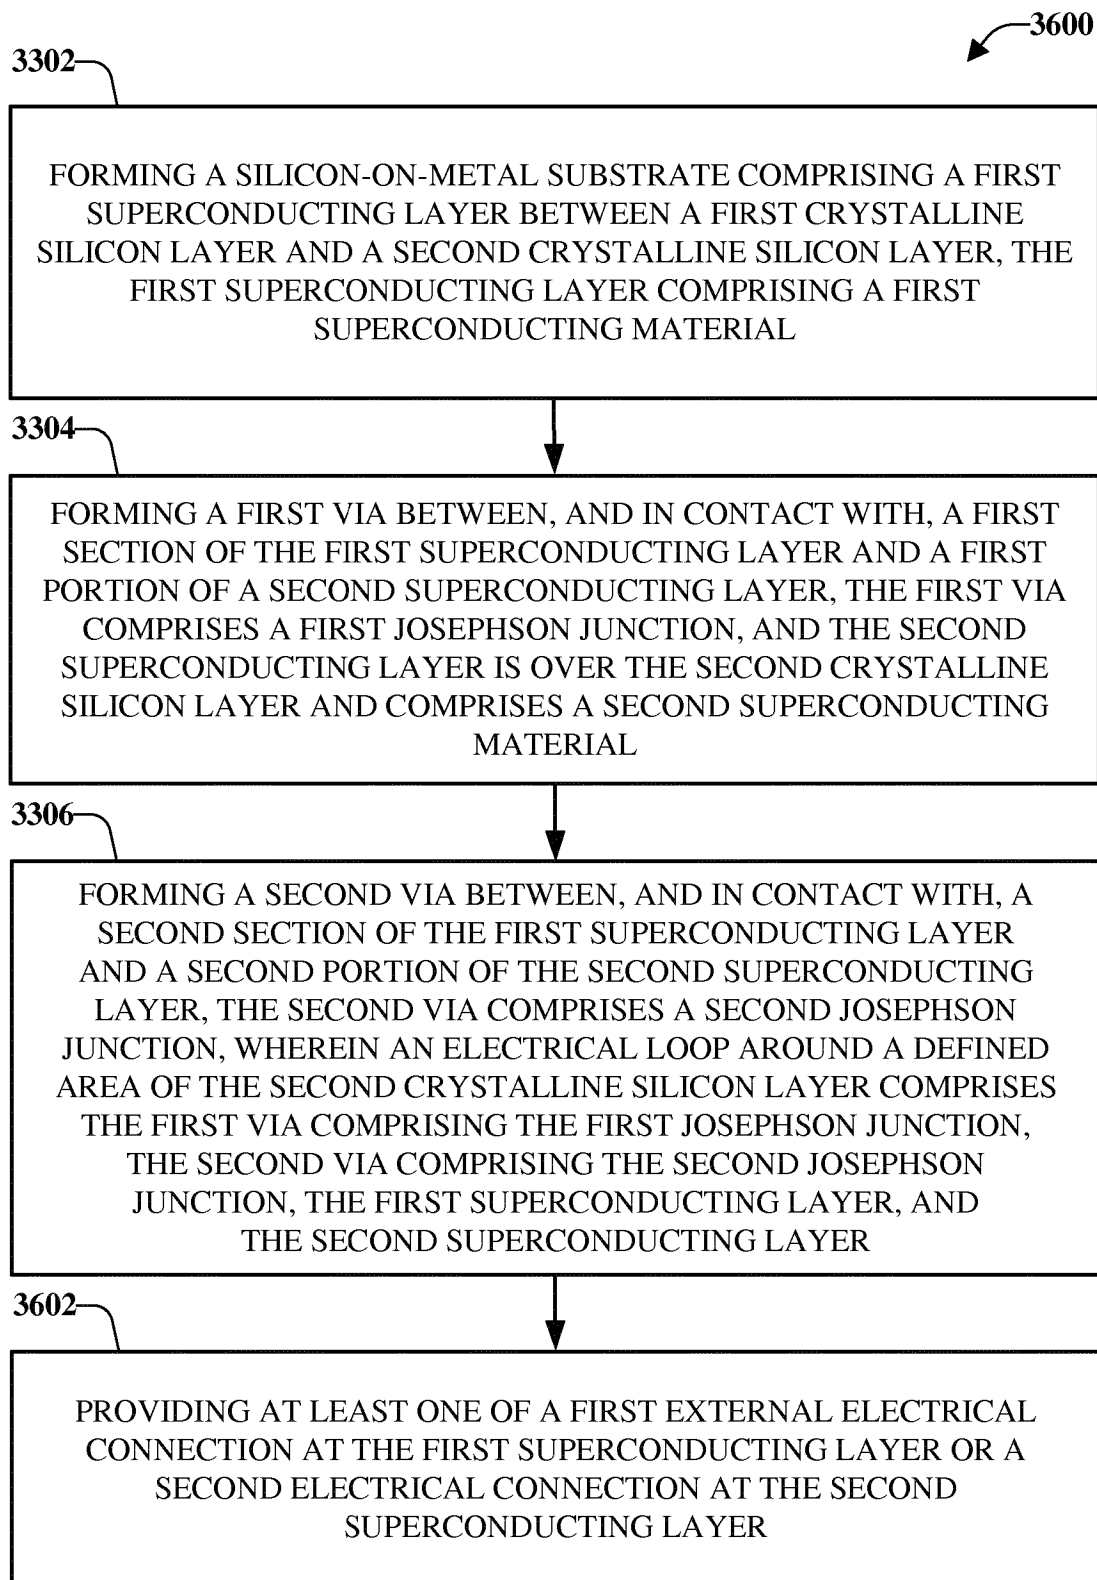 3600
3302
FORMING A SILICON-ON-METAL SUBSTRATE COMPRISING A FIRST
SUPERCONDUCTING LAYER BETWEEN A FIRST CRYSTALLINE
SILICON LAYER AND A SECOND CRYSTALLINE SILICON LAYER, THE
FIRST SUPERCONDUCTING LAYER COMPRISING A FIRST
SUPERCONDUCTING MATERIAL
3304
FORMING A FIRST VIA BETWEEN, AND IN CONTACT WITH, A FIRST
SECTION OF THE FIRST SUPERCONDUCTING LAYER AND A FIRST
PORTION OF A SECOND SUPERCONDUCTING LAYER, THE FIRST VIA
COMPRISES A FIRST JOSEPHSON JUNCTION, AND THE SECOND
SUPERCONDUCTING LAYER IS OVER THE SECOND CRYSTALLINE
SILICON LAYER AND COMPRISES A SECOND SUPERCONDUCTING
MATERIAL
3306
FORMING A SECOND VIA BETWEEN, AND IN CONTACT WITH, A
SECOND SECTION OF THE FIRST SUPERCONDUCTING LAYER
AND A SECOND PORTION OF THE SECOND SUPERCONDUCTING
LAYER, THE SECOND VIA COMPRISES A SECOND JOSEPHSON
JUNCTION, WHEREIN AN ELECTRICAL LOOP AROUND A DEFINED
AREA OF THE SECOND CRYSTALLINE SILICON LAYER COMPRISES
THE FIRST VIA COMPRISING THE FIRST JOSEPHSON JUNCTION,
THE SECOND VIA COMPRISING THE SECOND JOSEPHSON
JUNCTION, THE FIRST SUPERCONDUCTING LAYER, AND
THE SECOND SUPERCONDUCTING LAYER
3602
PROVIDING AT LEAST ONE OF A FIRST EXTERNAL ELECTRICAL
CONNECTION AT THE FIRST SUPERCONDUCTING LAYER OR A
SECOND ELECTRICAL CONNECTION AT THE SECOND
SUPERCONDUCTING LAYER